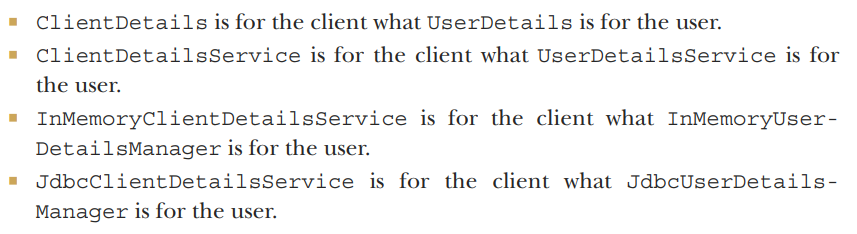 ▪ ClientDetails is for the client what UserDetails is for the user.
▪ ClientDetailsService is for the client what UserDetailsService is for
the user.
▪ InMemoryClientDetailsService is for the client what InMemoryUser-
DetailsManager is for the user.
▪ JdbcClientDetailsService is for the client what JdbcUserDetails-
Manager is for the user.